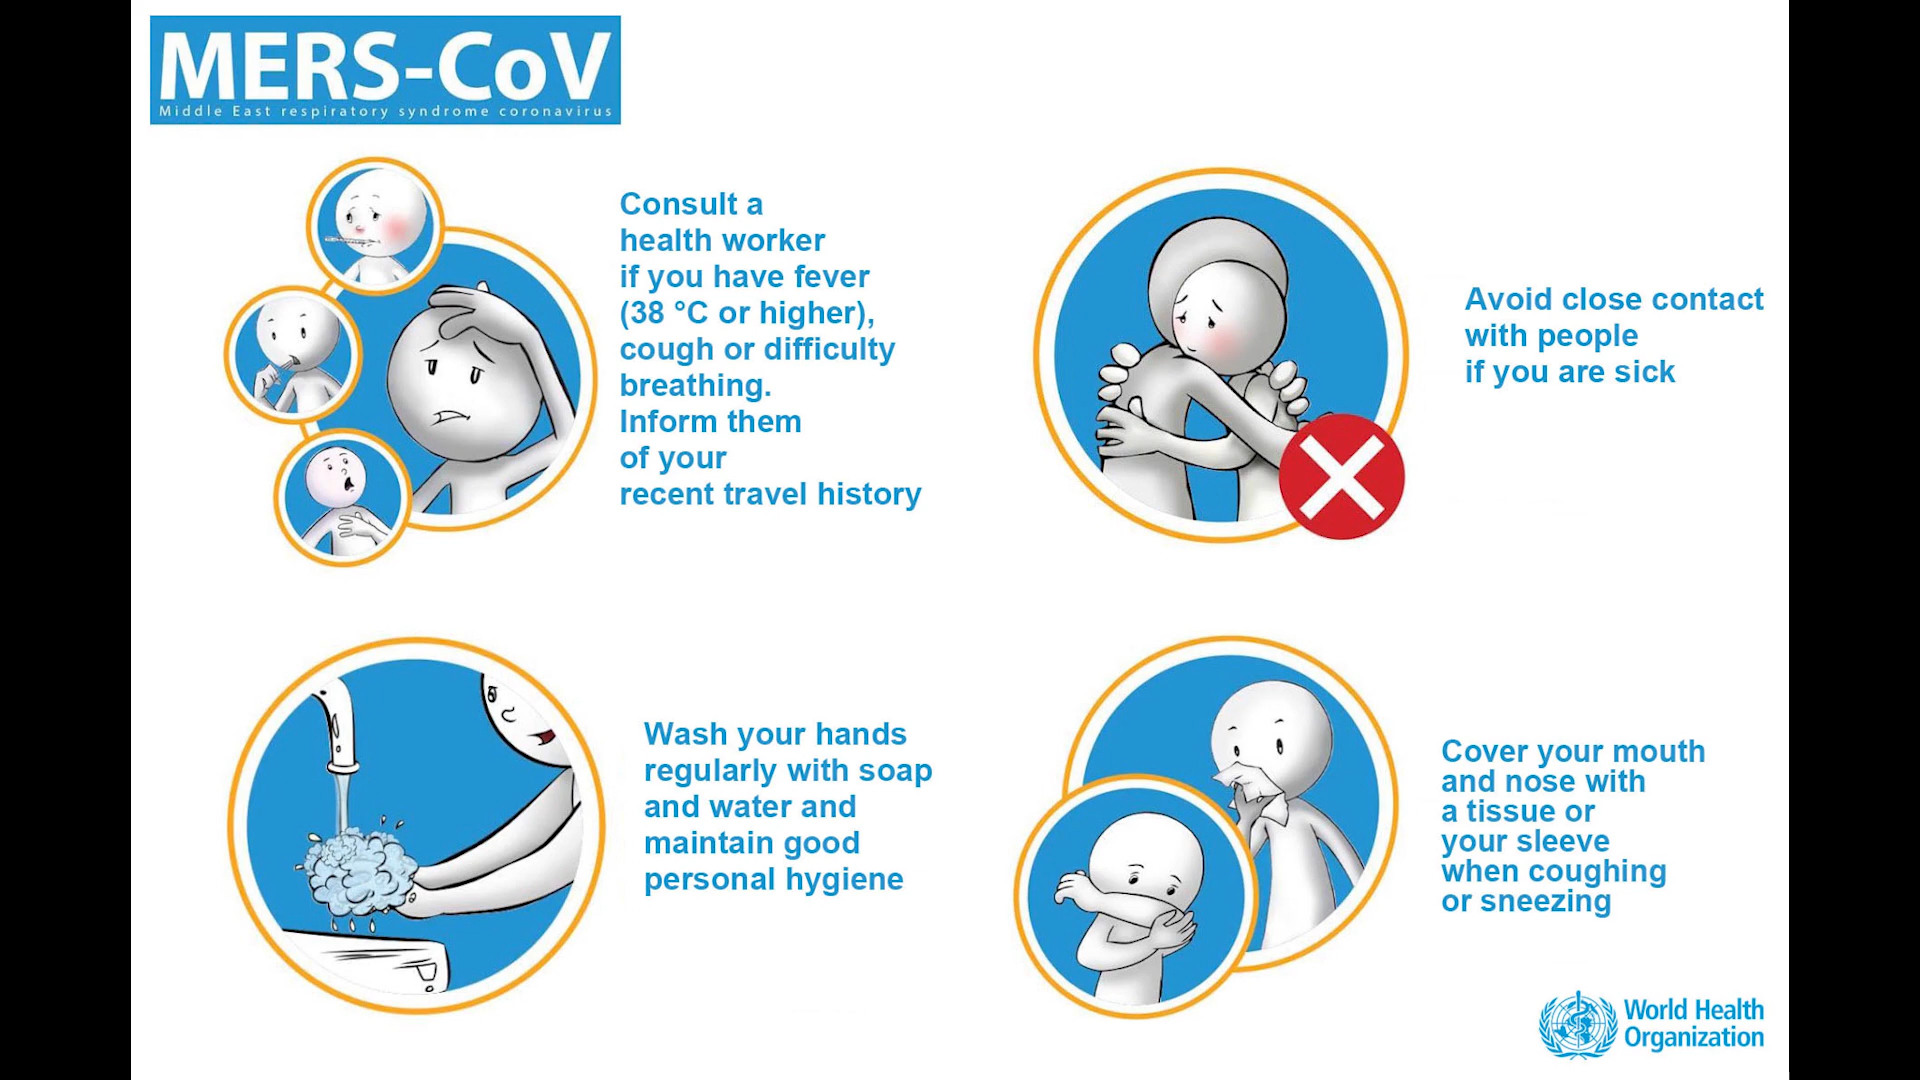 MERS-CoV
Middle East respiratory syndrome coronavirus
Consult a
health worker
if you have fever
(38 °C or higher),
cough or difficulty
breathing.
Inform them
of your
recent travel history
Avoid close contact
with people
if you are sick
Wash your hands
regularly with soap
and water and
maintain good
personal hygiene
Cover your mouth
and nose with
a tissue or
your sleeve
when coughing
or sneezing
World Health
Organization